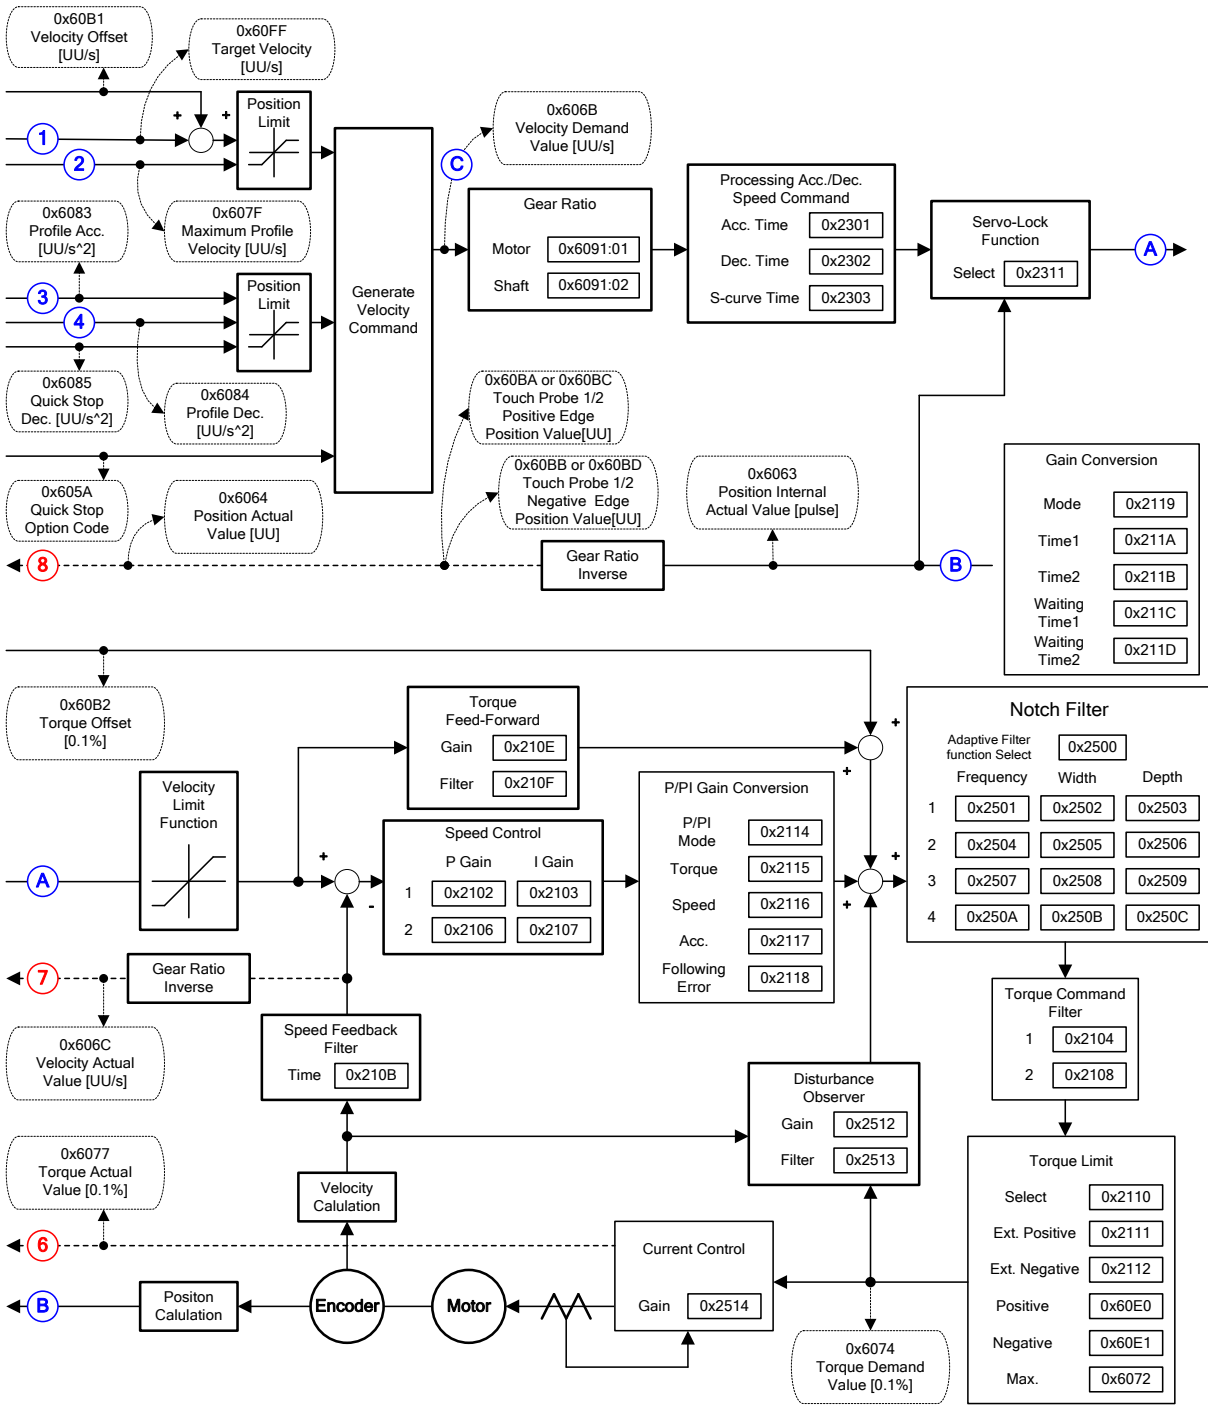 0x60B1
Velocity Offset
[UU/s]
0x60FF
Target Velocity
[UU/s]
+
+
1
2
Position
Limit
0x606B
Velocity Demand
Value [UU/s]
C
0x6083
Profile Acc.
[UU/s^2]
0x607F
Maximum Profile
Velocity [UU/s]
Gear Ratio
Motor 0x6091:01
Shaft 0x6091:02
Processing Acc./Dec.
Speed Command
Acc. Time 0x2301
Dec. Time 0x2302
S-curve Time 0x2303
Servo-Lock
Function
Select 0x2311
A
3
4
Position
Limit
Generate
Velocity
Command
0x6085
Quick Stop
Dec. [UU/s^2]
0x6084
Profile Dec.
[UU/s^2]
0x60BA or 0x60BC
Touch Probe 1/2
Positive Edge
Position Value[UU]
0x60BB or 0x60BD
Touch Probe 1/2
Negative Edge
Position Value[UU]
0x6063
Position Internal
Actual Value [pulse]
0x605A
Quick Stop
Option Code
0x6064
Position Actual
Value [UU]
8
Gear Ratio
Inverse
B
Gain Conversion
Mode 0x2119
Time1 0x211A
Time2 0x211B
Waiting
Time1 0x211C
Waiting
Time2 0x211D
0x60B2
Torque Offset
[0.1%]
Torque
Feed-Forward
Gain 0x210E
Filter 0x210F
+
+
Notch Filter
Adaptive Filter
function Select 0x2500
Frequency Width Depth
1 0x2501 0x2502 0x2503
2 0x2504 0x2505 0x2506
3 0x2507 0x2508 0x2509
4 0x250A 0x250B 0x250C
Velocity
Limit
Function
A
+
-
Speed Control
P Gain I Gain
1 0x2102 0x2103
2 0x2106 0x2107
P/PI Gain Conversion
P/PI
Mode 0x2114
Torque 0x2115
Speed 0x2116
Acc. 0x2117
Following
Error 0x2118
+
+
7
Gear Ratio
Inverse
0x606C
Velocity Actual
Value [UU/s]
Speed Feedback
Filter
Time 0x210B
Torque Command
Filter
1 0x2104
2 0x2108
Disturbance
Observer
Gain 0x2512
Filter 0x2513
0x6077
Torque Actual
Value [0.1%]
Velocity
Calulation
6
Torque Limit
Select 0x2110
Ext. Positive 0x2111
Ext. Negative 0x2112
Positive 0x60E0
Negative 0x60E1
Max. 0x6072
Current Control
Gain 0x2514
B
Positon
Calulation
Encoder
Motor
0x6074
Torque Demand
Value [0.1%]